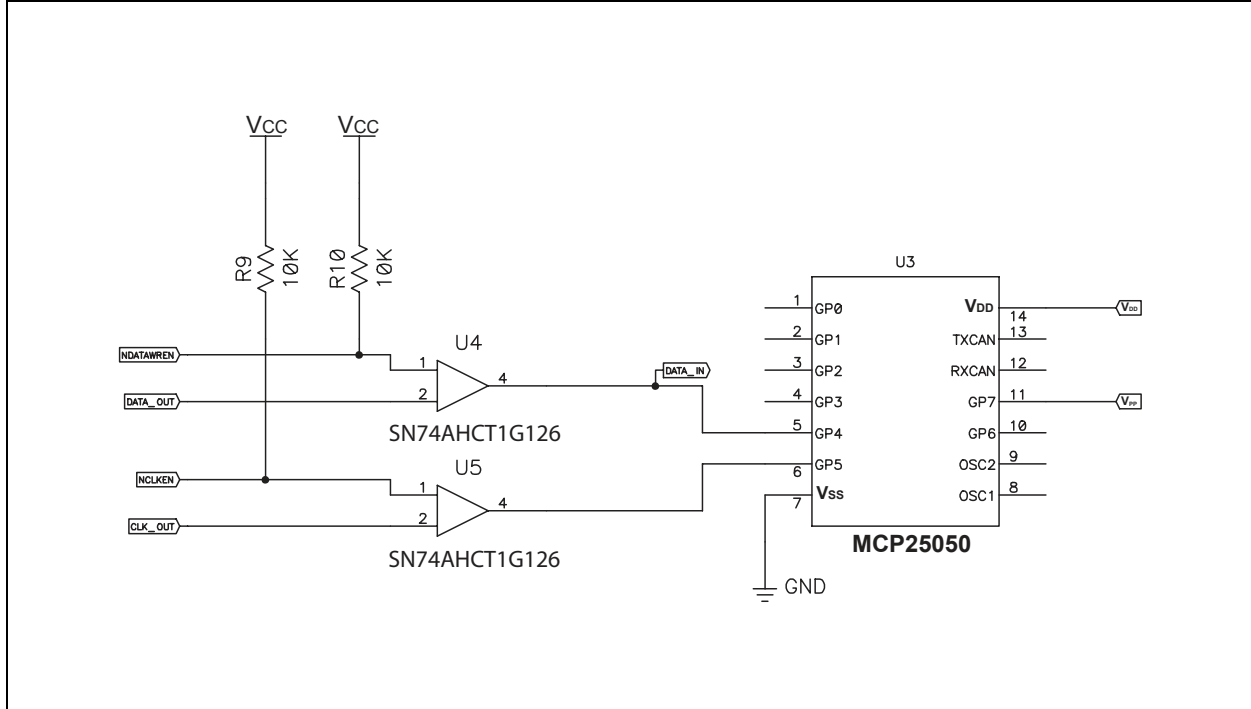 VCC VCC
R9 10K R10 10K
U3
1 GP0 VDD 14 VDD
U4
2 GP1 TXCAN 13
NDATAWREN 1
DATA_IN 3 GP2 RXCAN 12
4
DATA_OUT 2 4 GP3 GP7 11 VPP
SN74AHCT1G126 5 GP4 GP6 10
U5 6 GP5 OSC2 9
NCLKEN 1 7 VSS OSC1 8
4
CLK_OUT 2
MCP25050
SN74AHCT1G126
GND